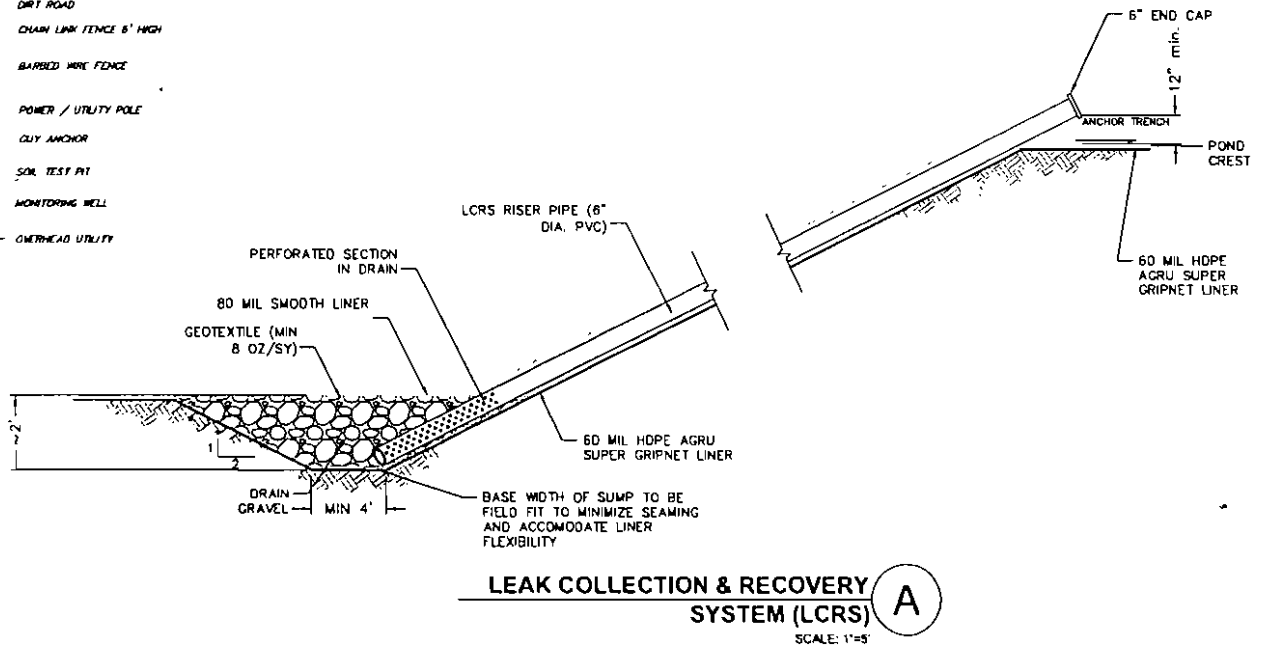 DIRT ROAD
CHAIN LINK FENCE 6' HIGH
BARBED WIRE FENCE
POWER / UTILITY POLE
GUY ANCHOR
SOIL TEST PIT
MONITORING WELL
OVERHEAD UTILITY
6" END CAP
12" min.
ANCHOR TRENCH
POND
CREST
LCRS RISER PIPE (6"
DIA. PVC)
60 MIL HDPE
AGRU SUPER
GRIPNET LINER
PERFORATED SECTION
IN DRAIN
80 MIL SMOOTH LINER
GEOTEXTILE (MIN
8 OZ/SY)
~2'
1
2
60 MIL HDPE AGRU
SUPER GRIPNET LINER
DRAIN
GRAVEL
MIN 4'
BASE WIDTH OF SUMP TO BE
FIELD FIT TO MINIMIZE SEAMING
AND ACCOMODATE LINER
FLEXIBILITY
LEAK COLLECTION & RECOVERY
SYSTEM (LCRS)
A
SCALE: 1"=5'